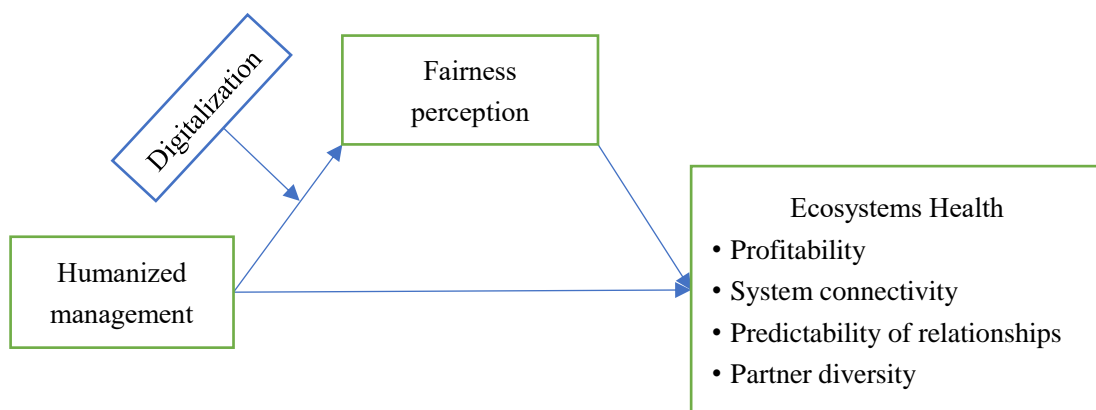 Digitalization
Fairness
perception
Humanized
management
Ecosystems Health
• Profitability
• System connectivity
• Predictability of relationships
• Partner diversity